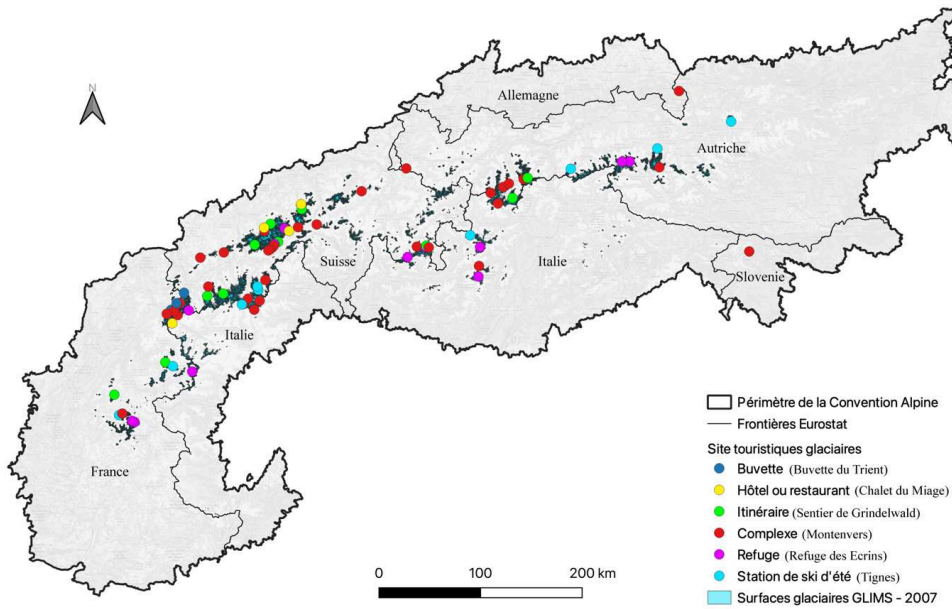 N
Allemagne
Autriche
Suisse
Italie
Slovenie
Italie
France
Périmètre de la Convention Alpine
Frontières Eurostat
Site touristiques glaciaires
Buvette (Buvette du Trient)
Hôtel ou restaurant (Chalet du Miage)
Itinéraire (Sentier de Grindelwald)
Complexe (Montenvers)
Refuge (Refuge des Ecrins)
Station de ski d'été (Tignes)
Surfaces glaciaires GLIMS - 2007
0 100 200 km